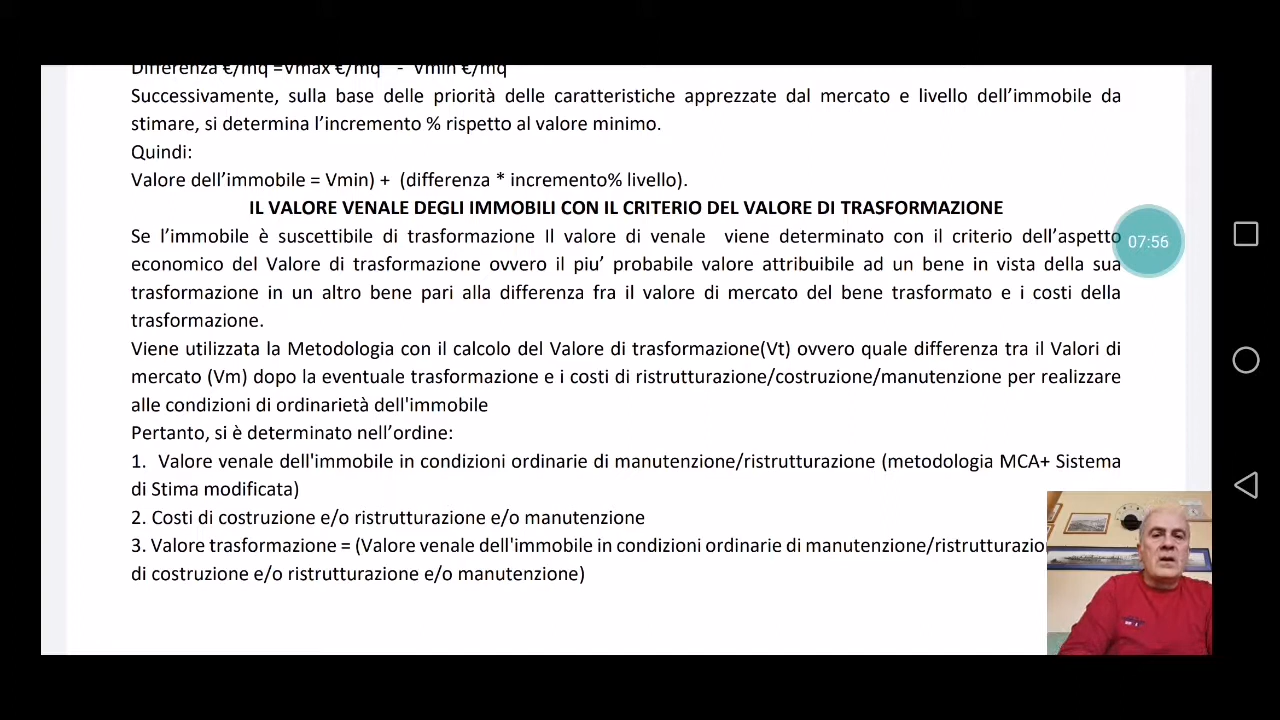 Differenza €/mq =Vmax €/mq - Vmin €/mq
Successivamente, sulla base delle priorità delle caratteristiche apprezzate dal mercato e livello dell’immobile da
stimare, si determina l’incremento % rispetto al valore minimo.
Quindi:
Valore dell’immobile = Vmin) + (differenza * incremento% livello).
IL VALORE VENALE DEGLI IMMOBILI CON IL CRITERIO DEL VALORE DI TRASFORMAZIONE
Se l’immobile è suscettibile di trasformazione Il valore di venale viene determinato con il criterio dell’aspetto
economico del Valore di trasformazione ovvero il piu’ probabile valore attribuibile ad un bene in vista della sua
trasformazione in un altro bene pari alla differenza fra il valore di mercato del bene trasformato e i costi della
trasformazione.
Viene utilizzata la Metodologia con il calcolo del Valore di trasformazione(Vt) ovvero quale differenza tra il Valori di
mercato (Vm) dopo la eventuale trasformazione e i costi di ristrutturazione/costruzione/manutenzione per realizzare
alle condizioni di ordinarietà dell'immobile
Pertanto, si è determinato nell’ordine:
1. Valore venale dell'immobile in condizioni ordinarie di manutenzione/ristrutturazione (metodologia MCA+ Sistema
di Stima modificata)
2. Costi di costruzione e/o ristrutturazione e/o manutenzione
3. Valore trasformazione = (Valore venale dell'immobile in condizioni ordinarie di manutenzione/ristrutturazio
di costruzione e/o ristrutturazione e/o manutenzione)
07:56